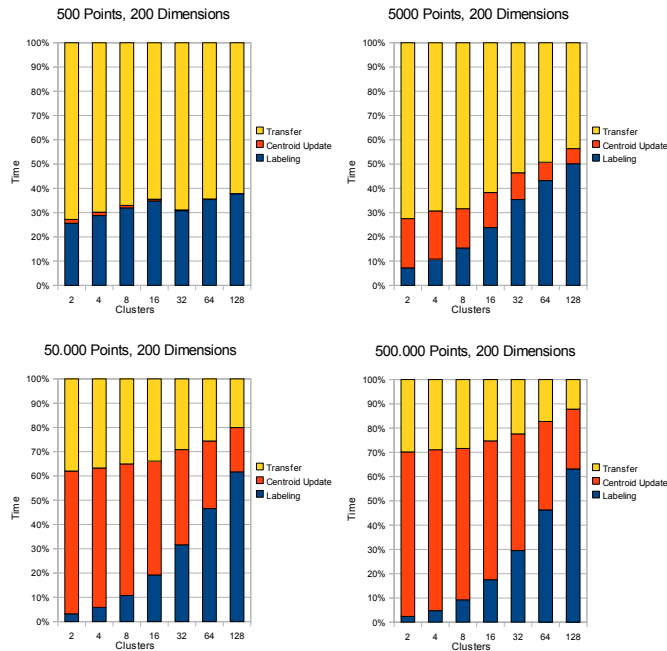 500 Points, 200 Dimensions
100%
90%
80%
70%
60%
50%
40%
30%
20%
10%
0%
Time
2 4 8 16 32 64 128
Clusters
Transfer
Centroid Update
Labeling
5000 Points, 200 Dimensions
100%
90%
80%
70%
60%
50%
40%
30%
20%
10%
0%
Time
2 4 8 16 32 64 128
Clusters
Transfer
Centroid Update
Labeling
50.000 Points, 200 Dimensions
100%
90%
80%
70%
60%
50%
40%
30%
20%
10%
0%
Time
2 4 8 16 32 64 128
Clusters
Transfer
Centroid Update
Labeling
500.000 Points, 200 Dimensions
100%
90%
80%
70%
60%
50%
40%
30%
20%
10%
0%
Time
2 4 8 16 32 64 128
Clusters
Transfer
Centroid Update
Labeling